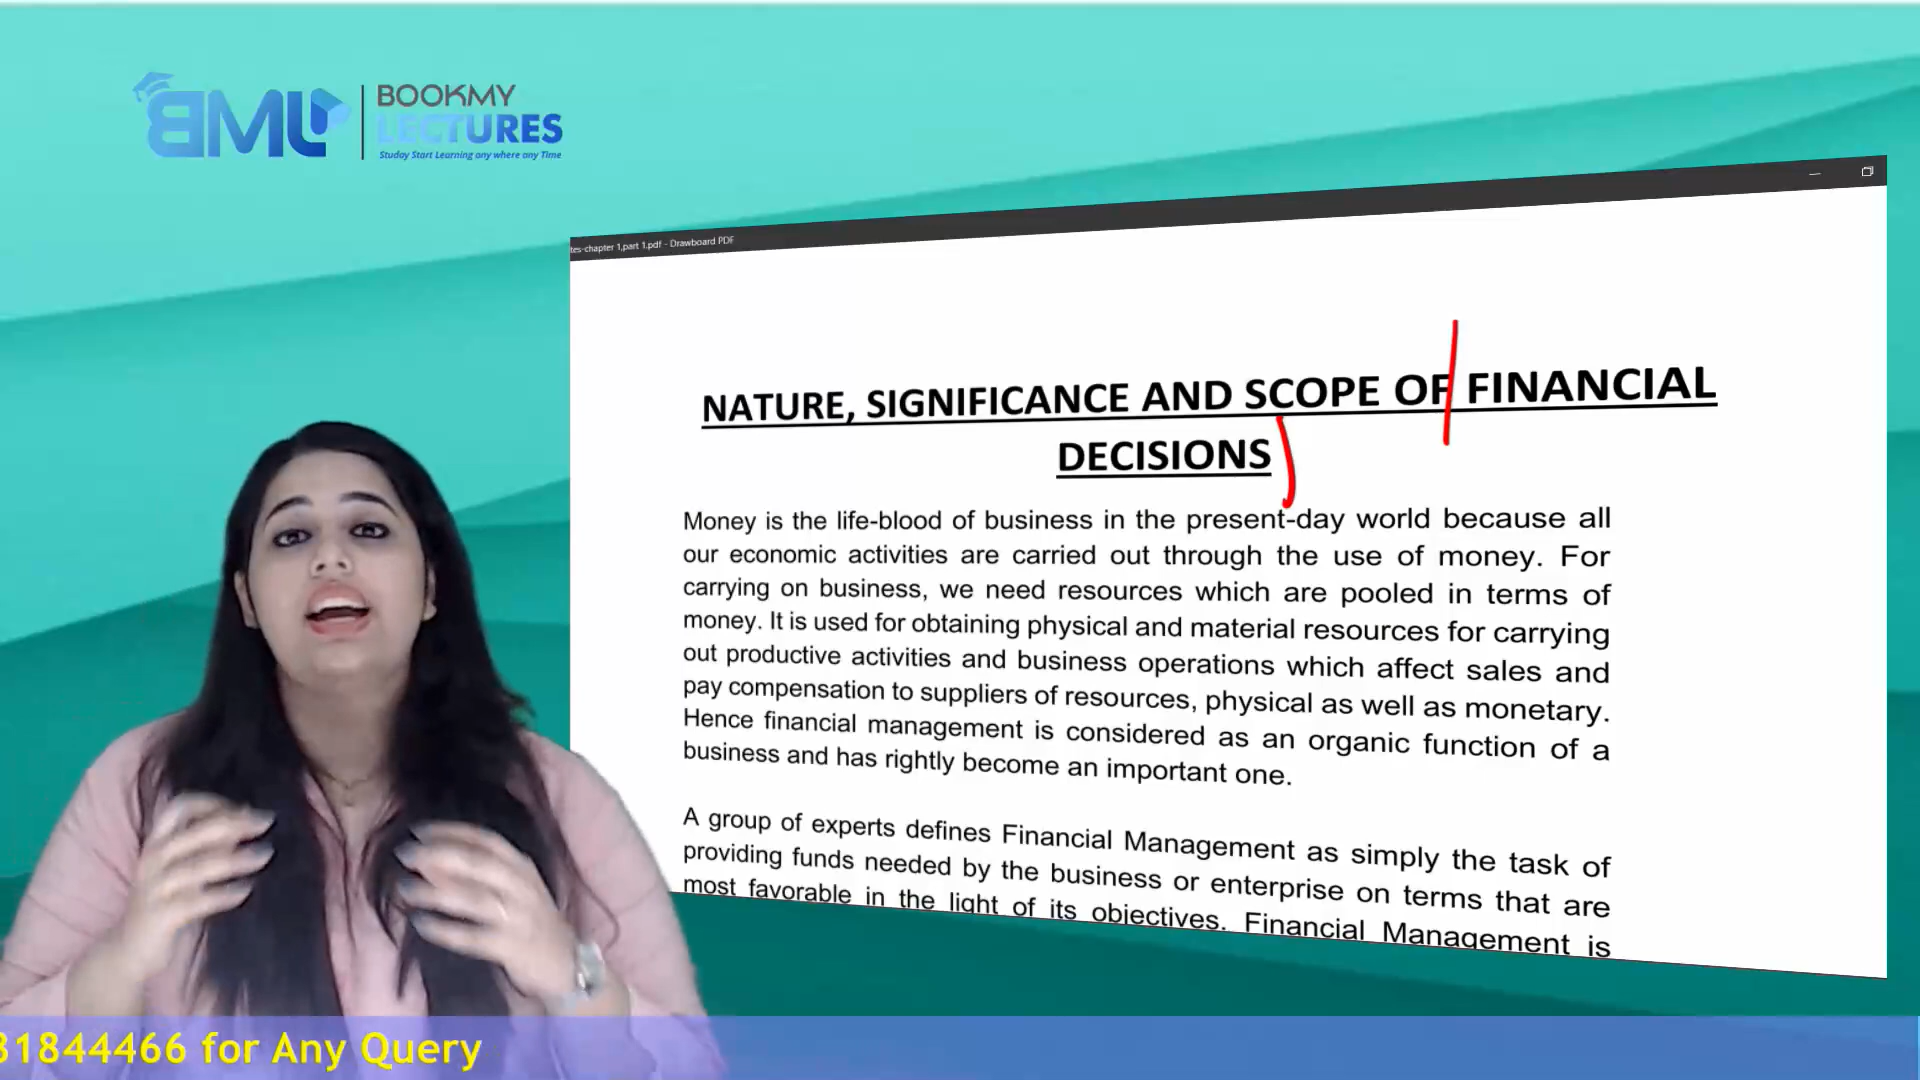 BML
BOOKMY
LECTURES
Studay Start Learning any where any Time
tes-chapter 1,part 1.pdf - Drawboard PDF
NATURE, SIGNIFICANCE AND SCOPE OF FINANCIAL
DECISIONS
Money is the life-blood of business in the present-day world because all
our economic activities are carried out through the use of money. For
carrying on business, we need resources which are pooled in terms of
money. It is used for obtaining physical and material resources for carrying
out productive activities and business operations which affect sales and
pay compensation to suppliers of resources, physical as well as monetary.
Hence financial management is considered as an organic function of a
business and has rightly become an important one.
A group of experts defines Financial Management as simply the task of
providing funds needed by the business or enterprise on terms that are
most favorable in the light of its objectives. Financial Management is
31844466 for Any Query